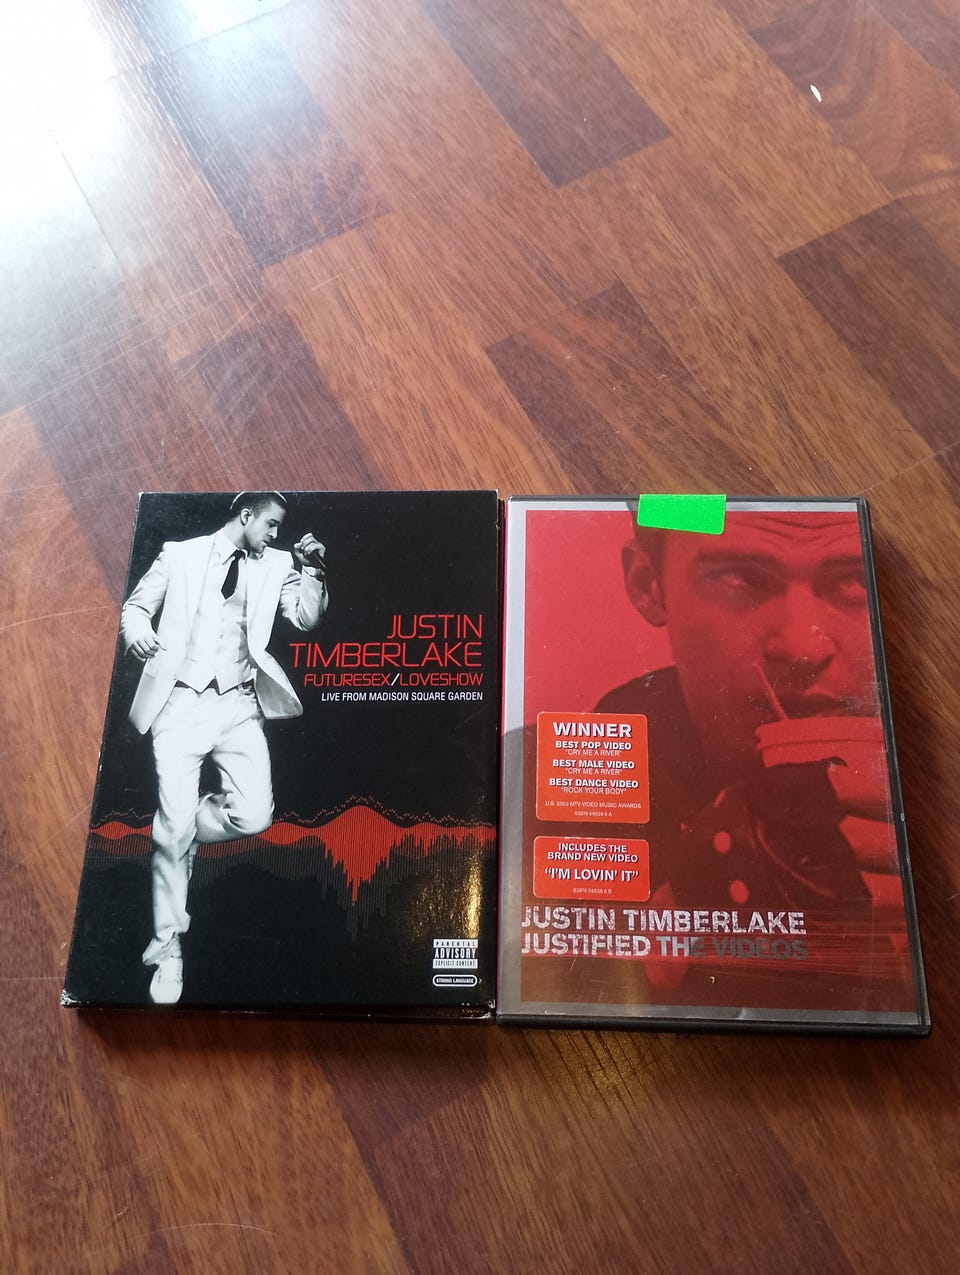 JUSTIN
TIMBERLAKE
FUTURESEX/LOVESHOW
LIVE FROM MADISON SQUARE GARDEN
PARENTAL
ADVISORY
EXPLICIT CONTENT
STRONG LANGUAGE
WINNER
BEST POP VIDEO
"CRY ME A RIVER"
BEST MALE VIDEO
"CRY ME A RIVER"
BEST DANCE VIDEO
"ROCK YOUR BODY"
U.S. 2003 MTV VIDEO MUSIC AWARDS
INCLUDES THE
BRAND NEW VIDEO
"I'M LOVIN' IT"
JUSTIN TIMBERLAKE
JUSTIFIED THE VIDEOS